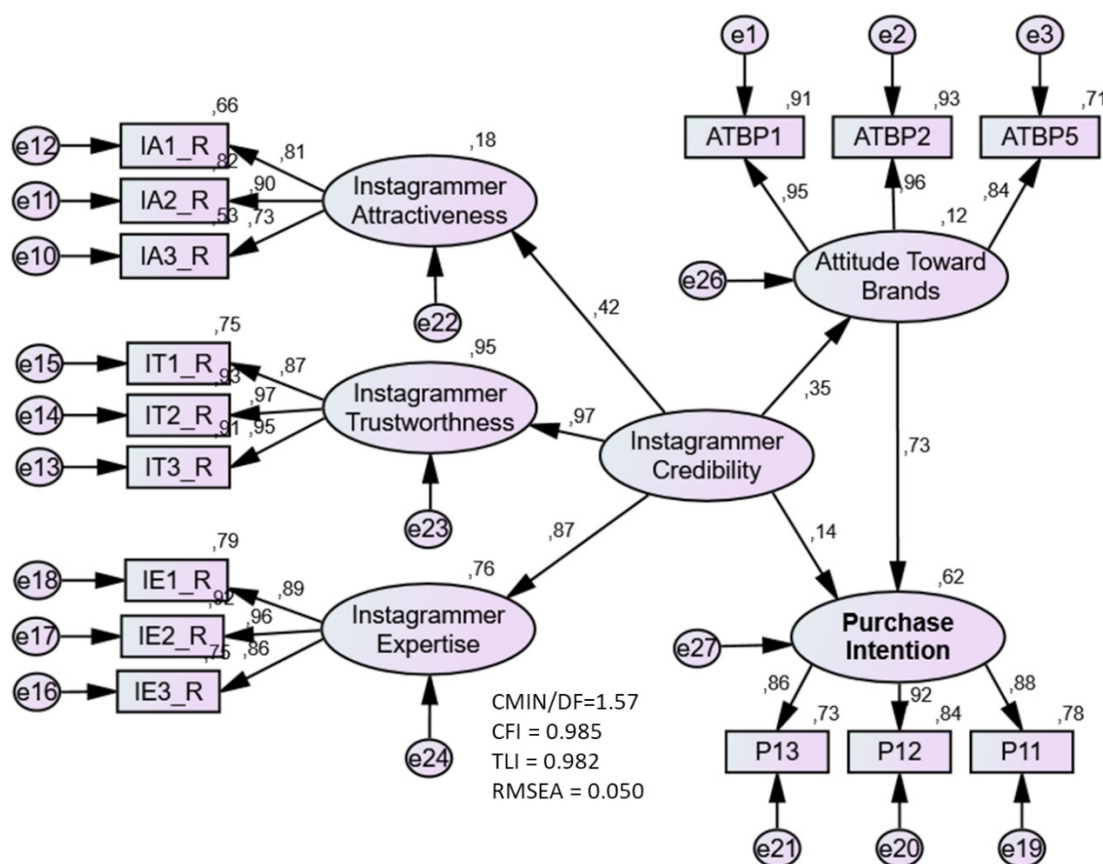 e1
e2
e3
,91
,93
,71
ATBP1
ATBP2
ATBP5
,95
,96
,84
,12
Attitude Toward
Brands
e26
,66
e12
IA1_R
,81
,82
e11
IA2_R
,90
,53
e10
IA3_R
,73
,18
Instagrammer
Attractiveness
e22
,42
,75
e15
IT1_R
,87
,93
e14
IT2_R
,97
,91
e13
IT3_R
,95
,95
Instagrammer
Trustworthness
e23
,97
Instagrammer
Credibility
,35
,73
,14
,87
,79
e18
IE1_R
,89
,92
e17
IE2_R
,96
,75
e16
IE3_R
,86
,76
Instagrammer
Expertise
e24
CMIN/DF=1.57
CFI = 0.985
TLI = 0.982
RMSEA = 0.050
,62
Purchase
Intention
e27
,86
,92
,88
,73
,84
,78
P13
P12
P11
e21
e20
e19